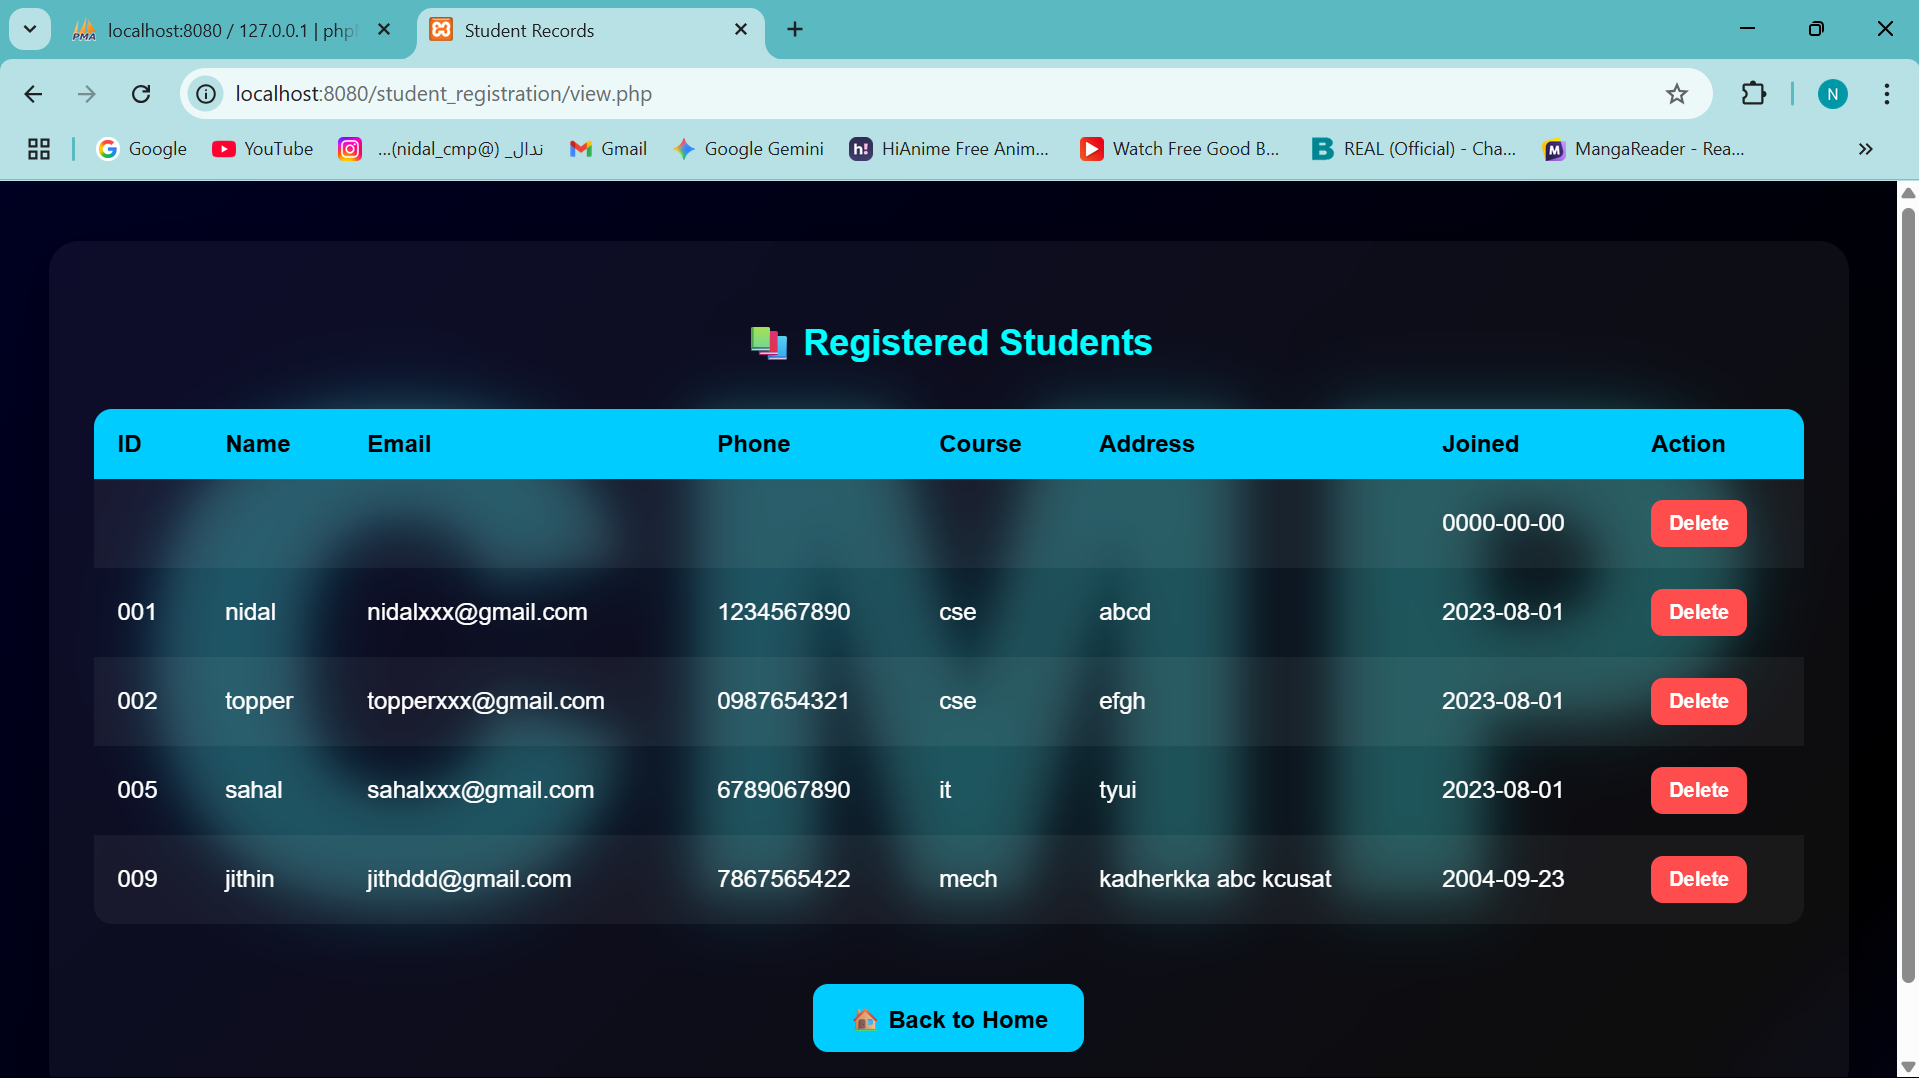 localhost:8080 / 127.0.0.1 | php
Student Records
localhost:8080/student_registration/view.php
N
Google
YouTube
...(nidal_cmp@) _ندال
Gmail
Google Gemini
h!
HiAnime Free Anim...
Watch Free Good B...
B
REAL (Official) - Cha...
M
MangaReader - Rea...
Registered Students
ID Name Email Phone Course Address Joined Action
0000-00-00 Delete
001 nidal nidalxxx@gmail.com 1234567890 cse abcd 2023-08-01 Delete
002 topper topperxxx@gmail.com 0987654321 cse efgh 2023-08-01 Delete
005 sahal sahalxxx@gmail.com 6789067890 it tyui 2023-08-01 Delete
009 jithin jithddd@gmail.com 7867565422 mech kadherkka abc kcusat 2004-09-23 Delete
CMP
Back to Home